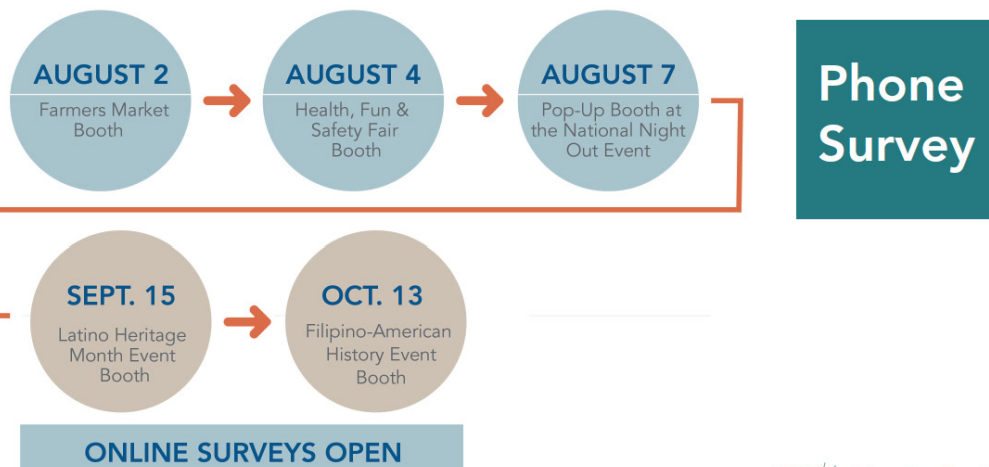 AUGUST 2
Farmers Market
Booth
AUGUST 4
Health, Fun &
Safety Fair
Booth
AUGUST 7
Pop-Up Booth at
the National Night
Out Event
Phone
Survey
SEPT. 15
Latino Heritage
Month Event
Booth
OCT. 13
Filipino-American
History Event
Booth
ONLINE SURVEYS OPEN